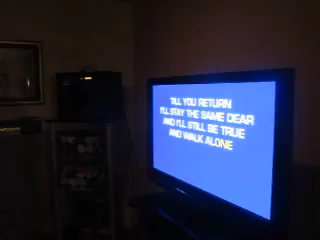 'TILL YOU RETURN
I'LL STAY THE SAME DEAR
AND I'LL STILL BE TRUE
AND WALK ALONE